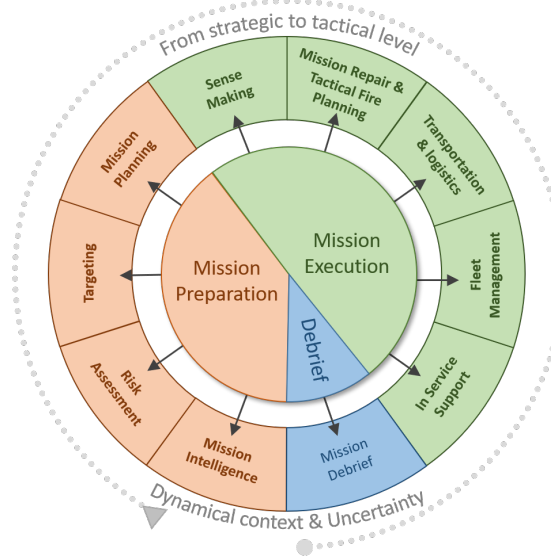 From strategic to tactical level
Sense
Making
Mission Repair &
Tactical Fire
Planning
Transportation
& logistics
Fleet
Management
In Service
Support
Mission
Debrief
Mission
Intelligence
Risk
Assessment
Targeting
Mission
Planning
Mission
Execution
Mission
Preparation
Debrief
Dynamical context & Uncertainty